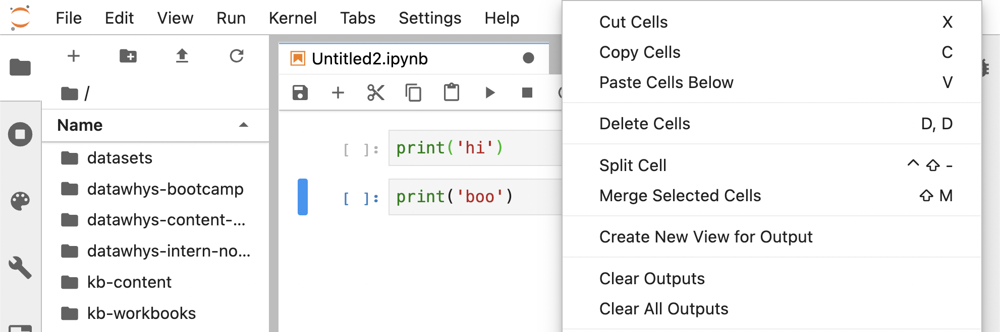 File Edit View Run Kernel Tabs Settings Help
/
Name
datasets
datawhys-bootcamp
datawhys-content-...
datawhys-intern-no...
kb-content
kb-workbooks
Untitled2.ipynb
[ ]: print('hi')
[ ]: print('boo')
Cut Cells X
Copy Cells C
Paste Cells Below V
Delete Cells D, D
Split Cell ^ ⇧ -
Merge Selected Cells ⇧ M
Create New View for Output
Clear Outputs
Clear All Outputs